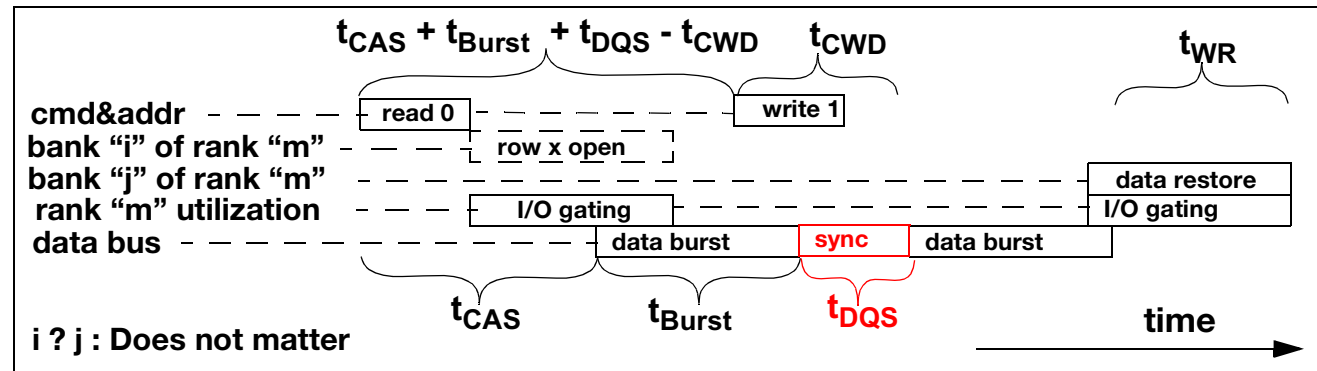 tCAS + tBurst + tDQS - tCWD tCWD tWR
cmd&addr read 0 write 1
bank “i” of rank “m” row x open
bank “j” of rank “m” data restore
rank “m” utilization I/O gating I/O gating
data bus data burst sync data burst
tCAS tBurst tDQS time
i ? j : Does not matter